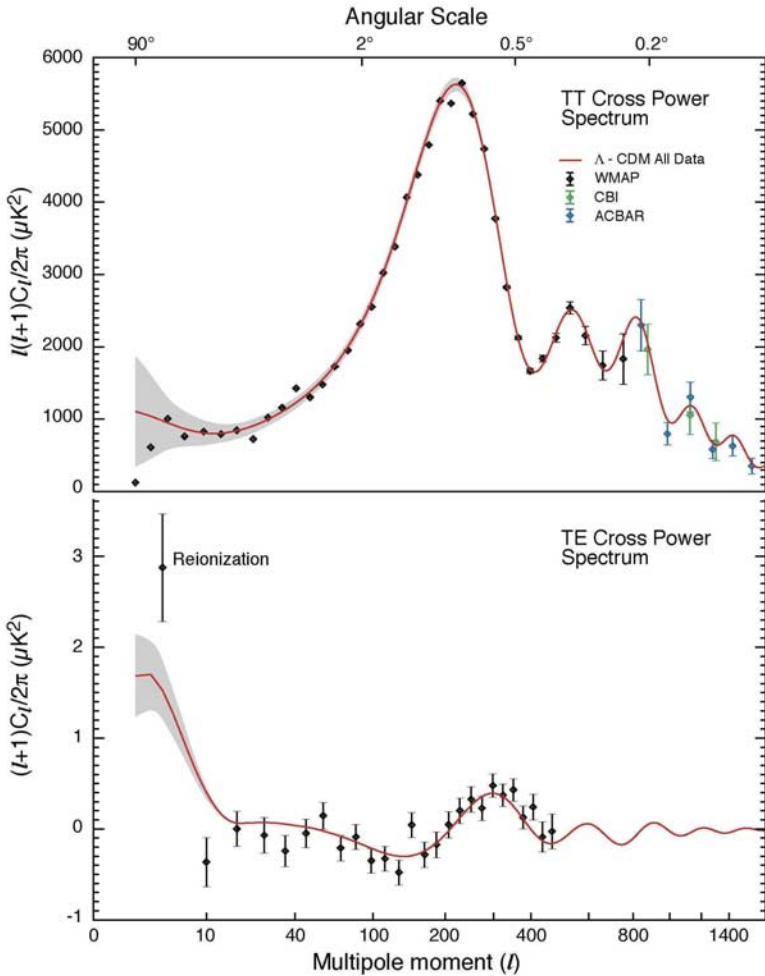 Angular Scale
90° 2° 0.5° 0.2°
6000
5000
4000
3000
2000
1000
0
l(l+1)Cl/2π (μK2)
TT Cross Power
Spectrum
Λ - CDM All Data
WMAP
CBI
ACBAR
3
2
1
0
-1
(l+1)Cl/2π (μK2)
Reionization
TE Cross Power
Spectrum
0 10 40 100 200 400 800 1400
Multipole moment (l)